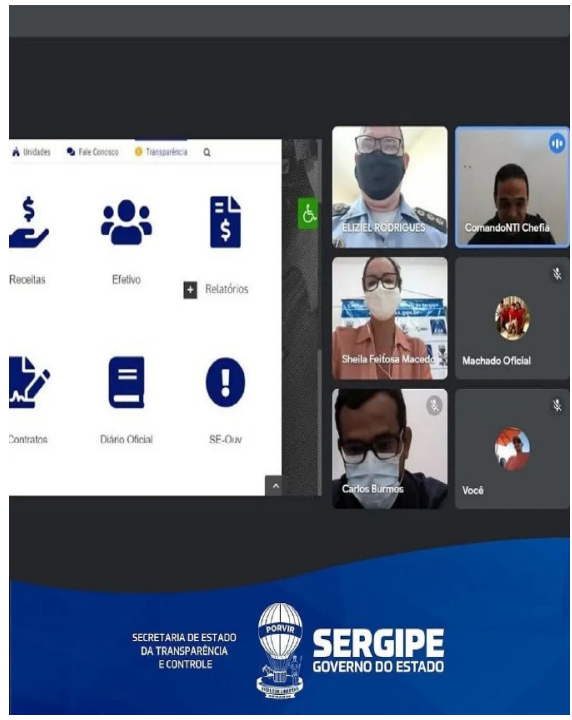 Unidades
Fale Conosco
Transparência
Receitas
Efetivo
Relatórios
Contratos
Diário Oficial
SE-Ouv
ELIZIEL RODRIGUES
ComandoNTI Chefia
Sheila Feitosa Macedo
Machado Oficial
Carlos Burmes
Você
SECRETARIA DE ESTADO
DA TRANSPARÊNCIA
E CONTROLE
PORVIR
SERGIPE
GOVERNO DO ESTADO